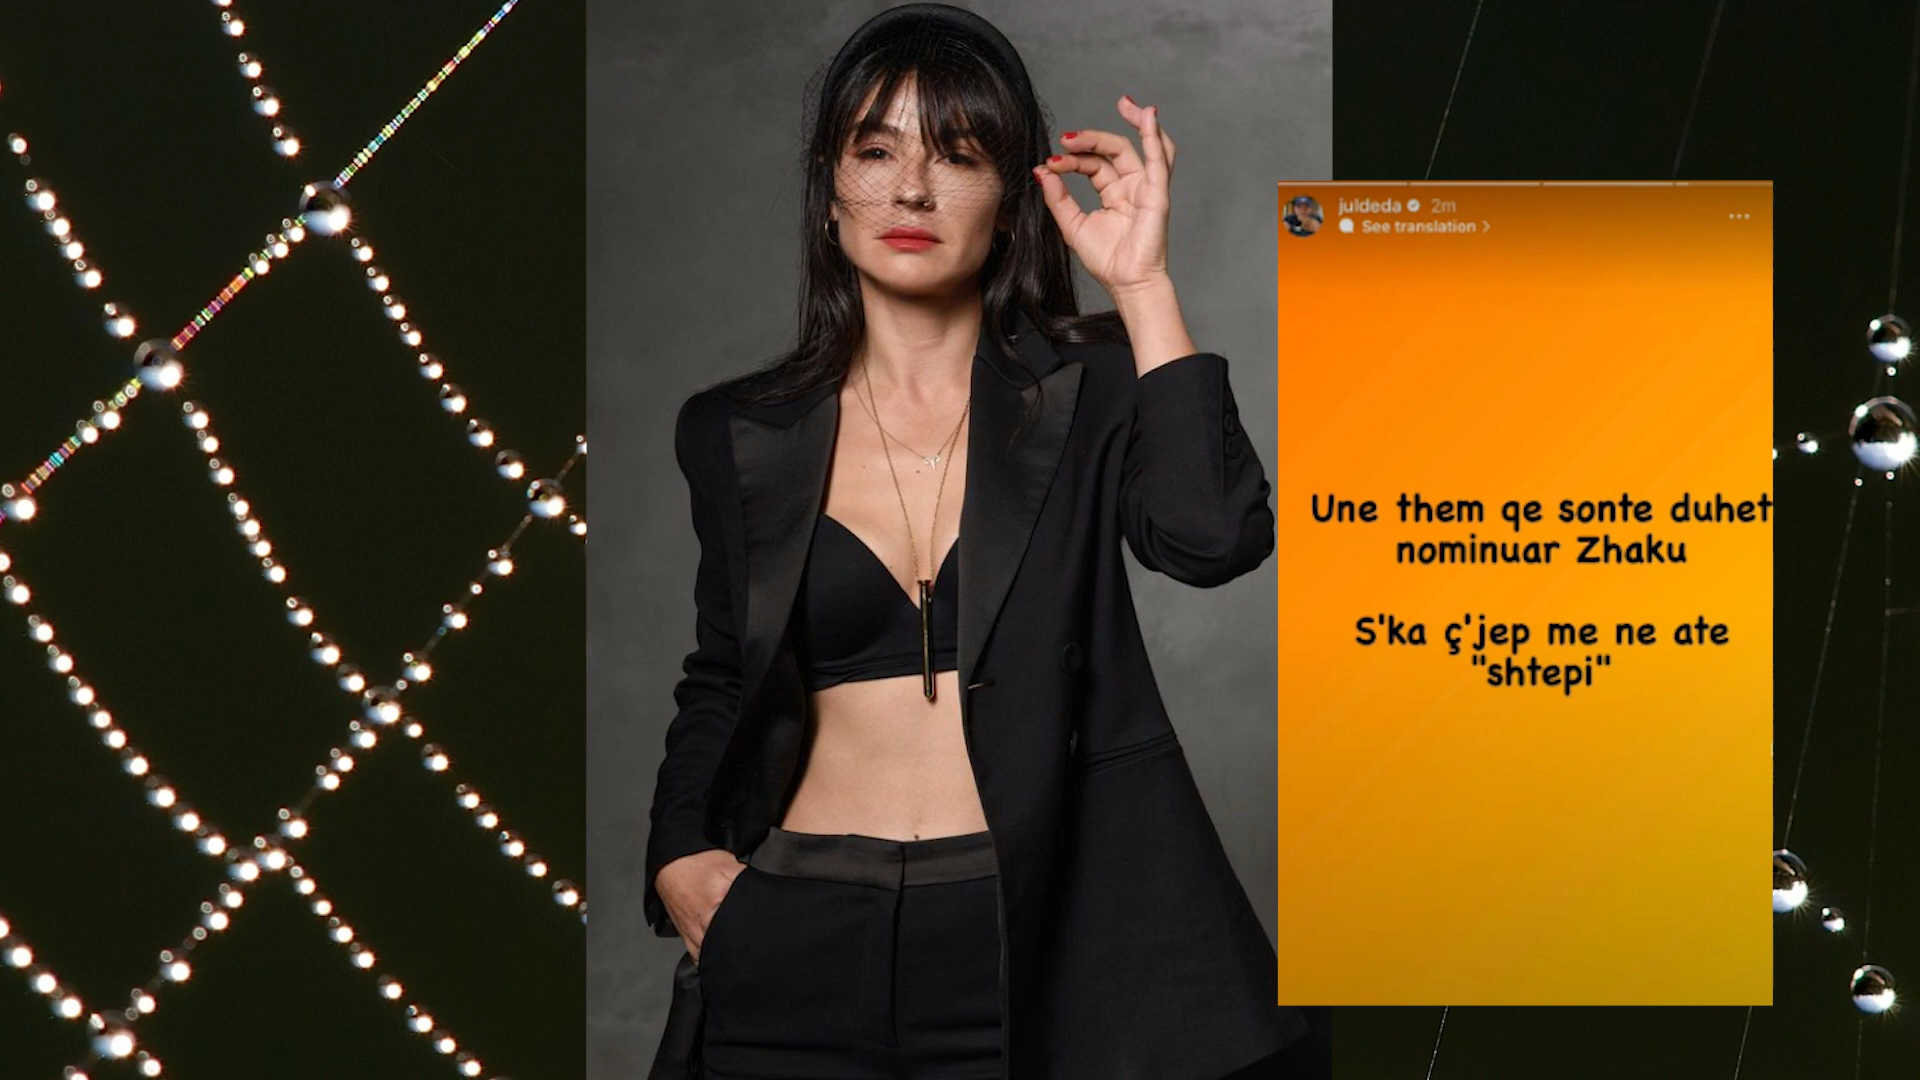 juldeda 2m
See translation
Une them qe sonte duhet
nominuar Zhaku
S'ka ç'jep me ne ate
"shtepi"